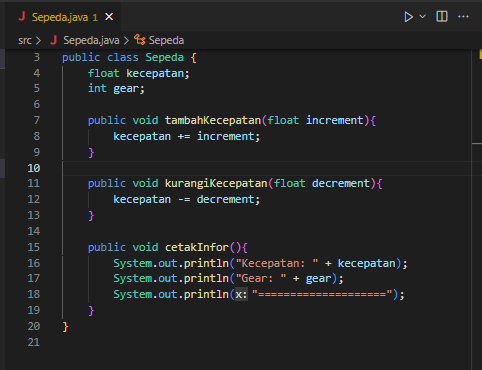 J Sepeda.java 1 ×
src > J Sepeda.java > Sepeda
3 public class Sepeda {
4 float kecepatan;
5 int gear;
6
7 public void tambahKecepatan(float increment){
8 kecepatan += increment;
9 }
10
11 public void kurangiKecepatan(float decrement){
12 kecepatan -= decrement;
13 }
14
15 public void cetakInfor(){
16 System.out.println("Kecepatan: " + kecepatan);
17 System.out.println("Gear: " + gear);
18 System.out.println(x: "====================");
19 }
20 }
21